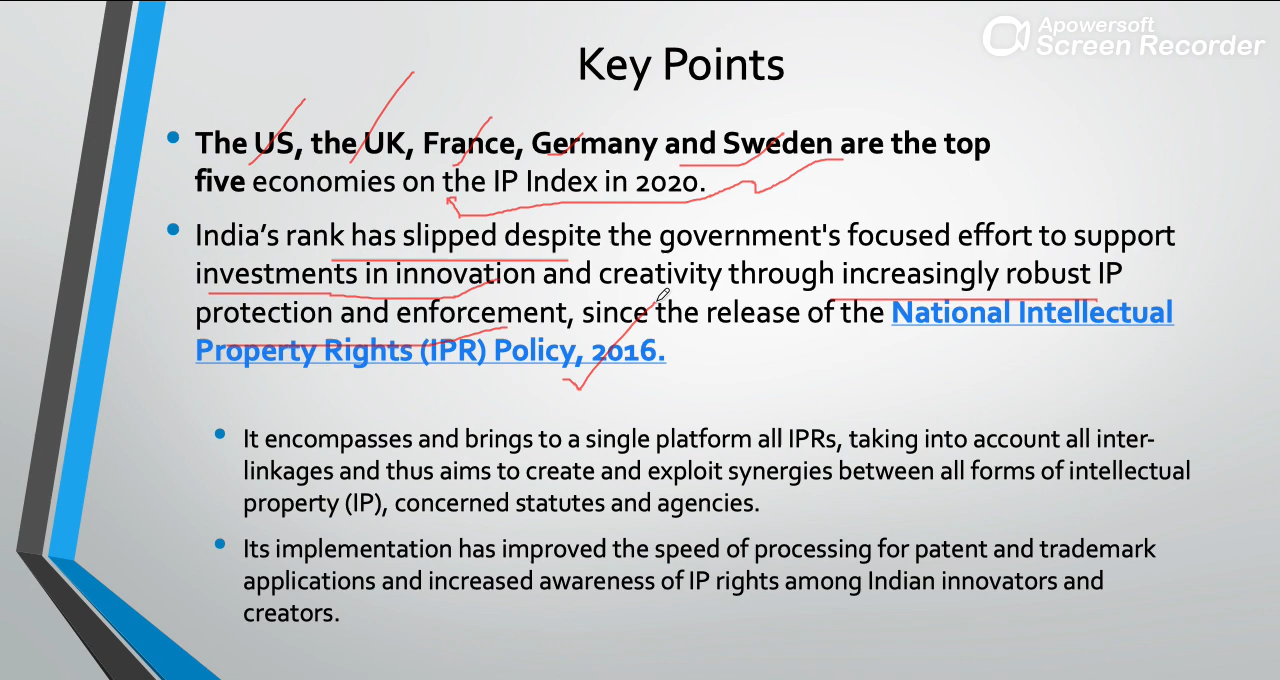 Apowersoft
Screen Recorder
Key Points
The US, the UK, France, Germany and Sweden are the top
five economies on the IP Index in 2020.
India’s rank has slipped despite the government's focused effort to support
investments in innovation and creativity through increasingly robust IP
protection and enforcement, since the release of the National Intellectual
Property Rights (IPR) Policy, 2016.
It encompasses and brings to a single platform all IPRs, taking into account all inter-
linkages and thus aims to create and exploit synergies between all forms of intellectual
property (IP), concerned statutes and agencies.
Its implementation has improved the speed of processing for patent and trademark
applications and increased awareness of IP rights among Indian innovators and
creators.